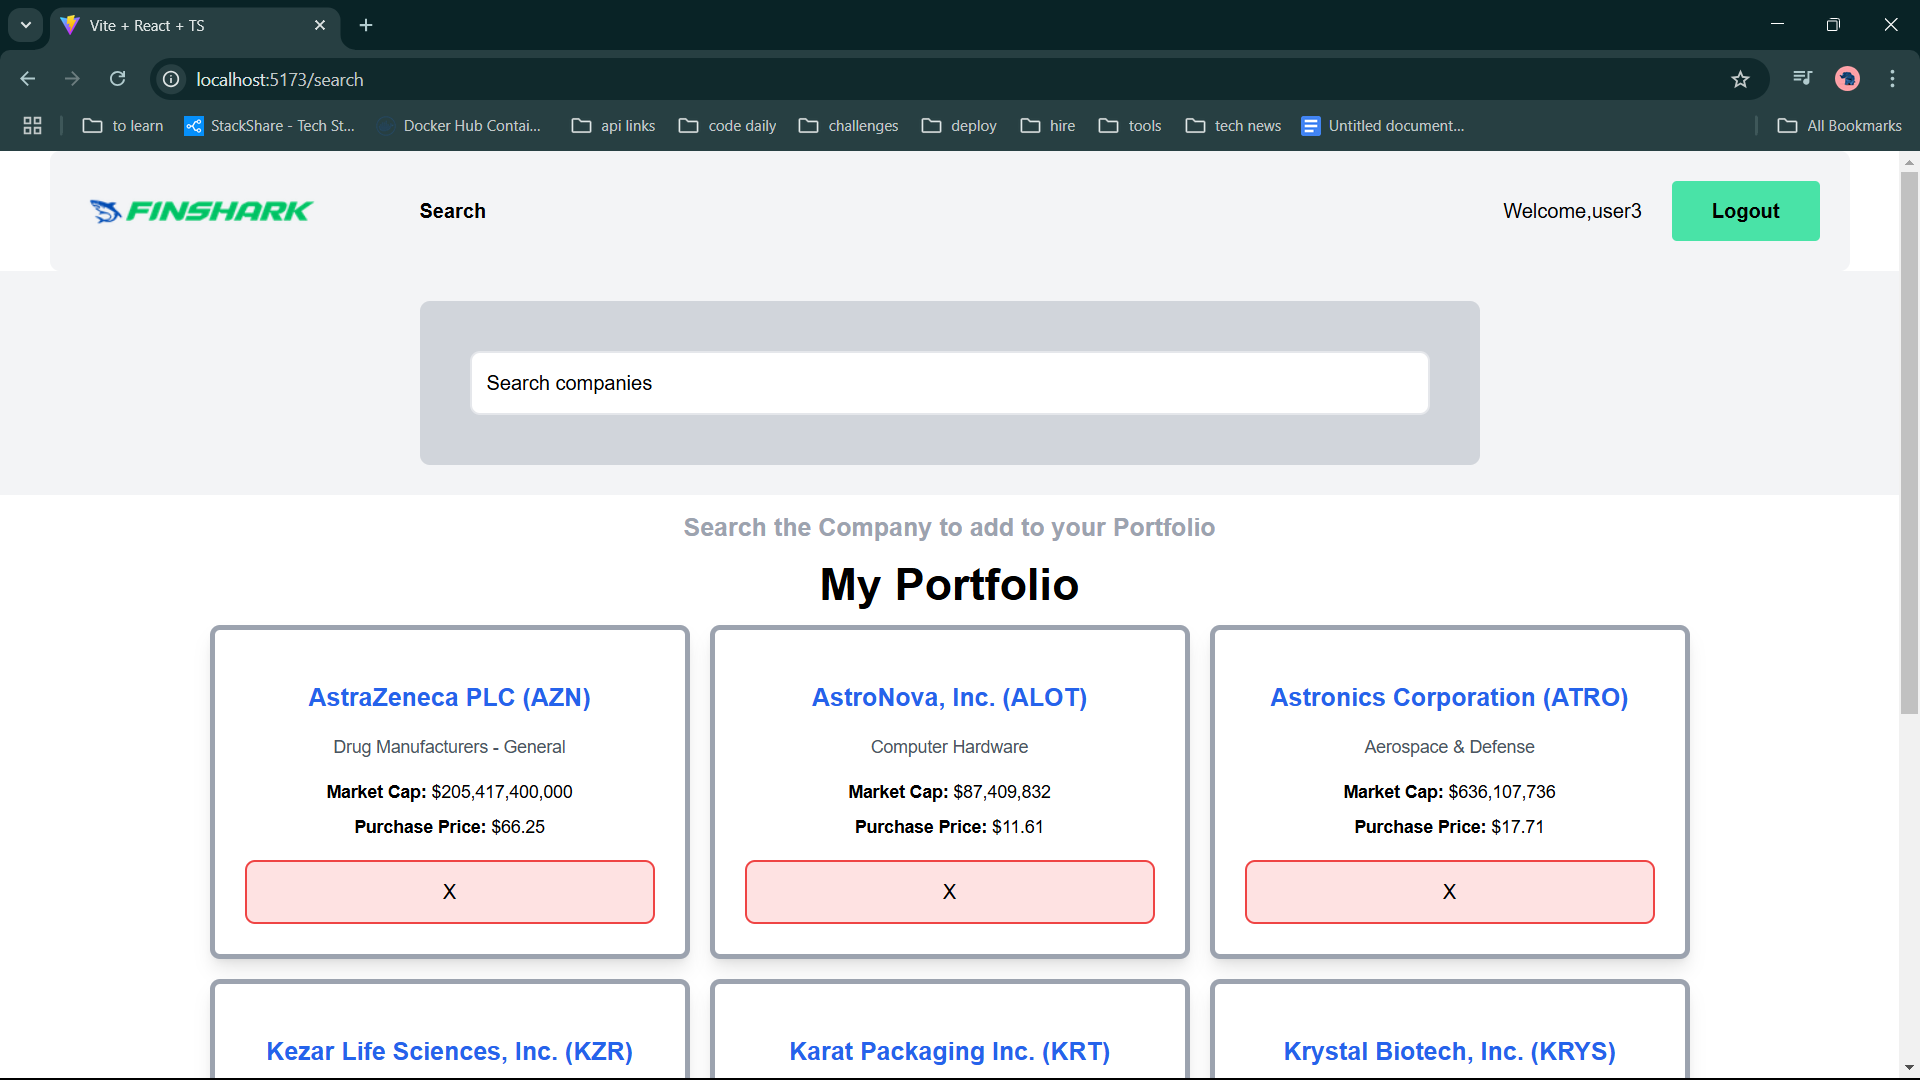 Vite + React + TS
localhost:5173/search
to learn
StackShare - Tech St...
Docker Hub Contai...
api links
code daily
challenges
deploy
hire
tools
tech news
Untitled document...
All Bookmarks
FINSHARK
Search
Welcome,user3
Logout
Search companies
Search the Company to add to your Portfolio
My Portfolio
AstraZeneca PLC (AZN)
Drug Manufacturers - General
Market Cap: $205,417,400,000
Purchase Price: $66.25
X
AstroNova, Inc. (ALOT)
Computer Hardware
Market Cap: $87,409,832
Purchase Price: $11.61
X
Astronics Corporation (ATRO)
Aerospace & Defense
Market Cap: $636,107,736
Purchase Price: $17.71
X
Kezar Life Sciences, Inc. (KZR)
Karat Packaging Inc. (KRT)
Krystal Biotech, Inc. (KRYS)